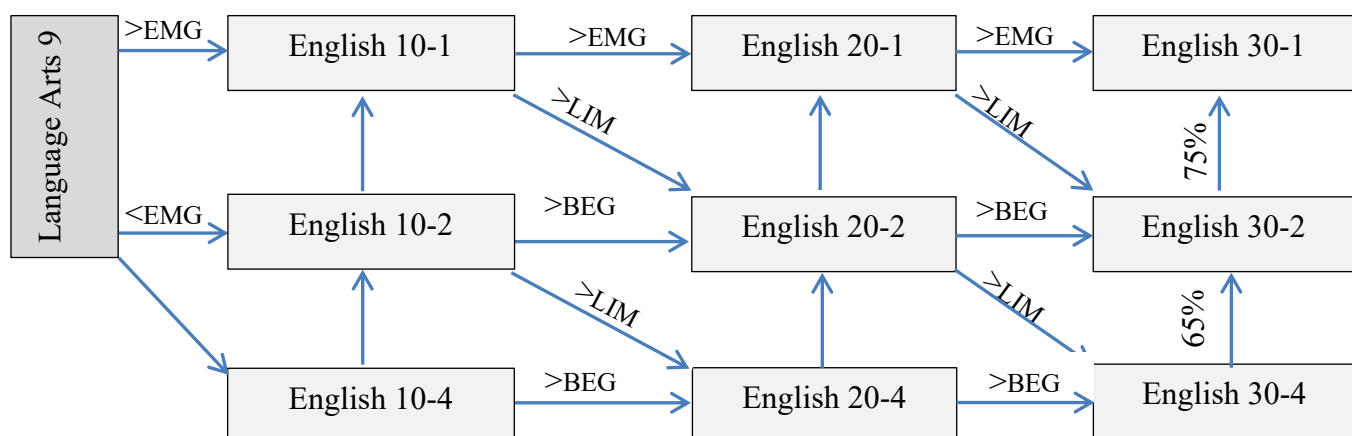 Language Arts 9
>EMG
English 10-1
>EMG
English 20-1
>EMG
English 30-1
>LIM
>LIM
75%
<EMG
English 10-2
>BEG
English 20-2
>BEG
English 30-2
>LIM
>LIM
65%
English 10-4
>BEG
English 20-4
>BEG
English 30-4